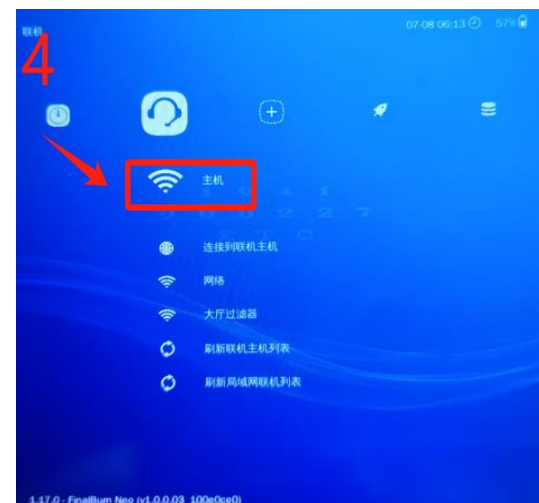 联机
07-08 06:13 57%
4
主机
连接到联机主机
网络
大厅过滤器
刷新联机主机列表
刷新局域网联机列表
1.17.0 - FinalBurn Neo (v1.0.0.03 100e0ce0)